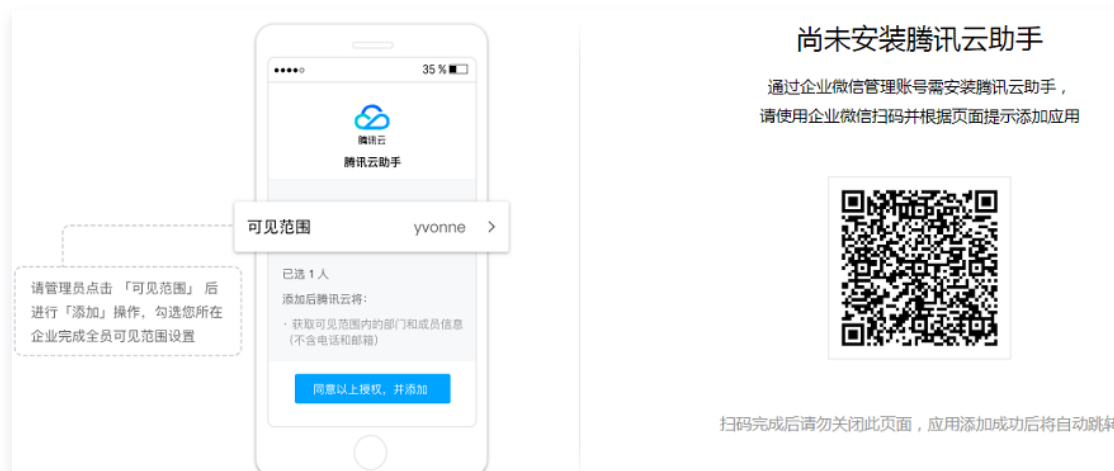 35 %
腾讯云
腾讯云助手
可见范围
yvonne
已选 1 人
添加后腾讯云将：
· 获取可见范围内的部门和成员信息
（不含电话和邮箱）
同意以上授权，并添加
请管理员点击 「可见范围」 后
进行「添加」操作，勾选您所在
企业完成全员可见范围设置
尚未安装腾讯云助手
通过企业微信管理账号需安装腾讯云助手，
请使用企业微信扫码并根据页面提示添加应用
扫码完成后请勿关闭此页面，应用添加成功后将自动跳转